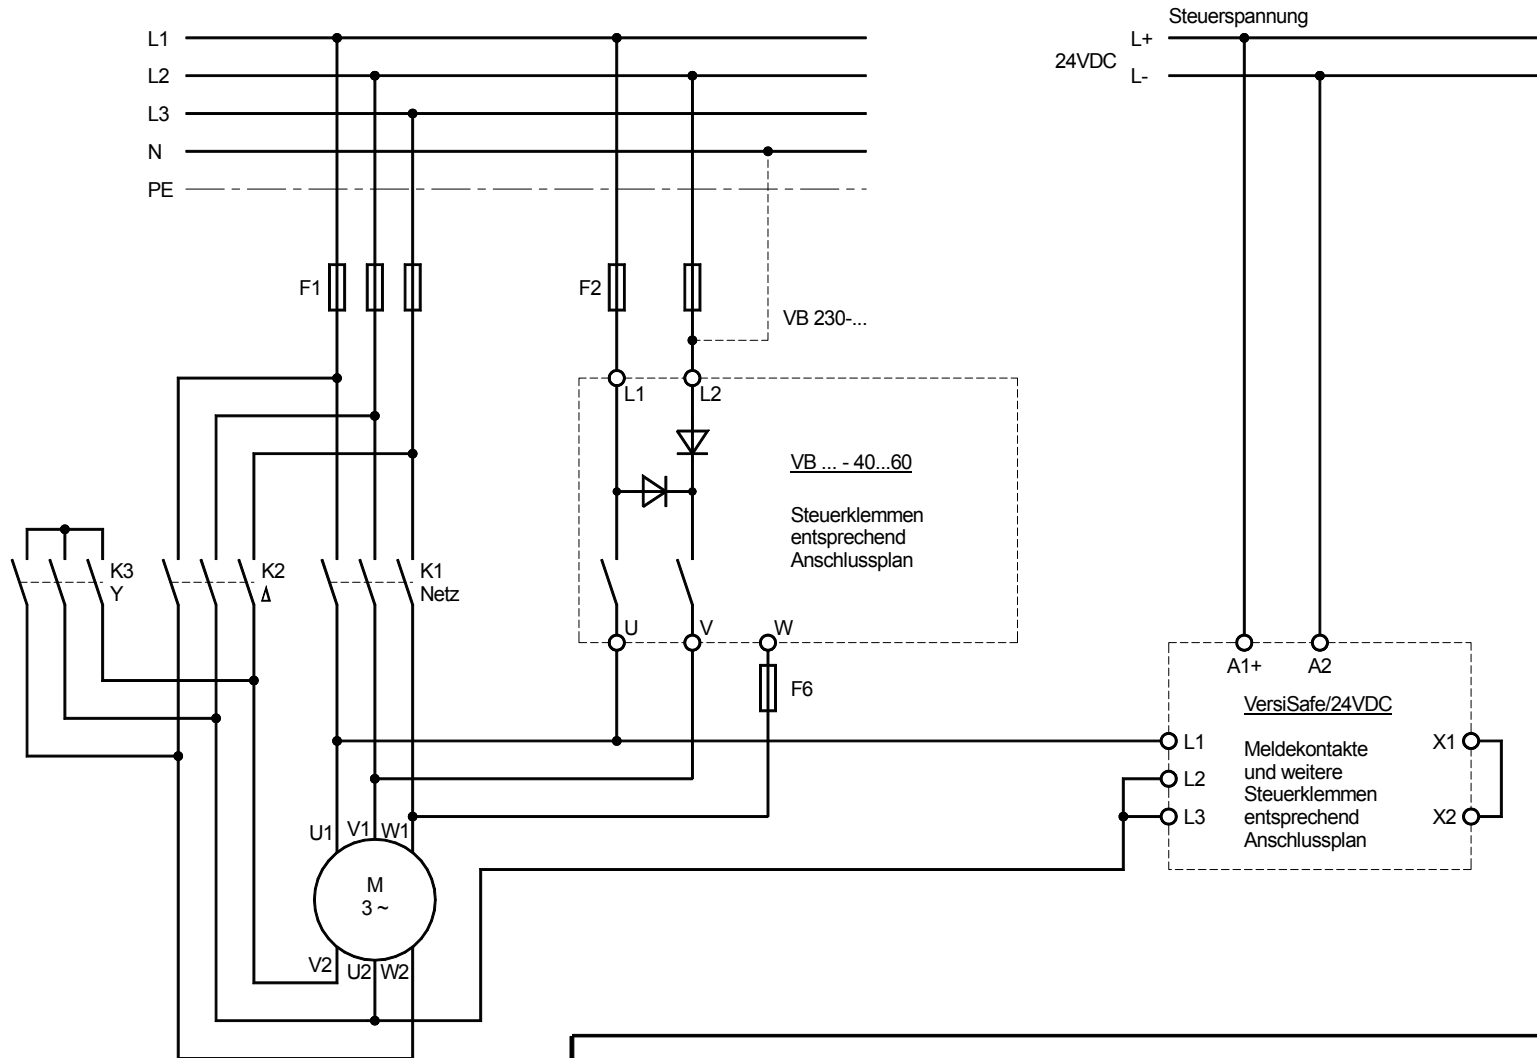 Steuerspannung
L1
L+
24VDC
L2
L-
L3
N
PE
F1
F2
VB 230-...
L1
L2
VB ... - 40...60
Steuerklemmen
entsprechend
Anschlussplan
K3
Y
K2
Δ
K1
Netz
U
V
W
F6
A1+
A2
VersiSafe/24VDC
L1
L2
L3
Meldekontakte
und weitere
Steuerklemmen
entsprechend
Anschlussplan
X1
X2
U1
V1
W1
M
3 ~
V2
U2
W2